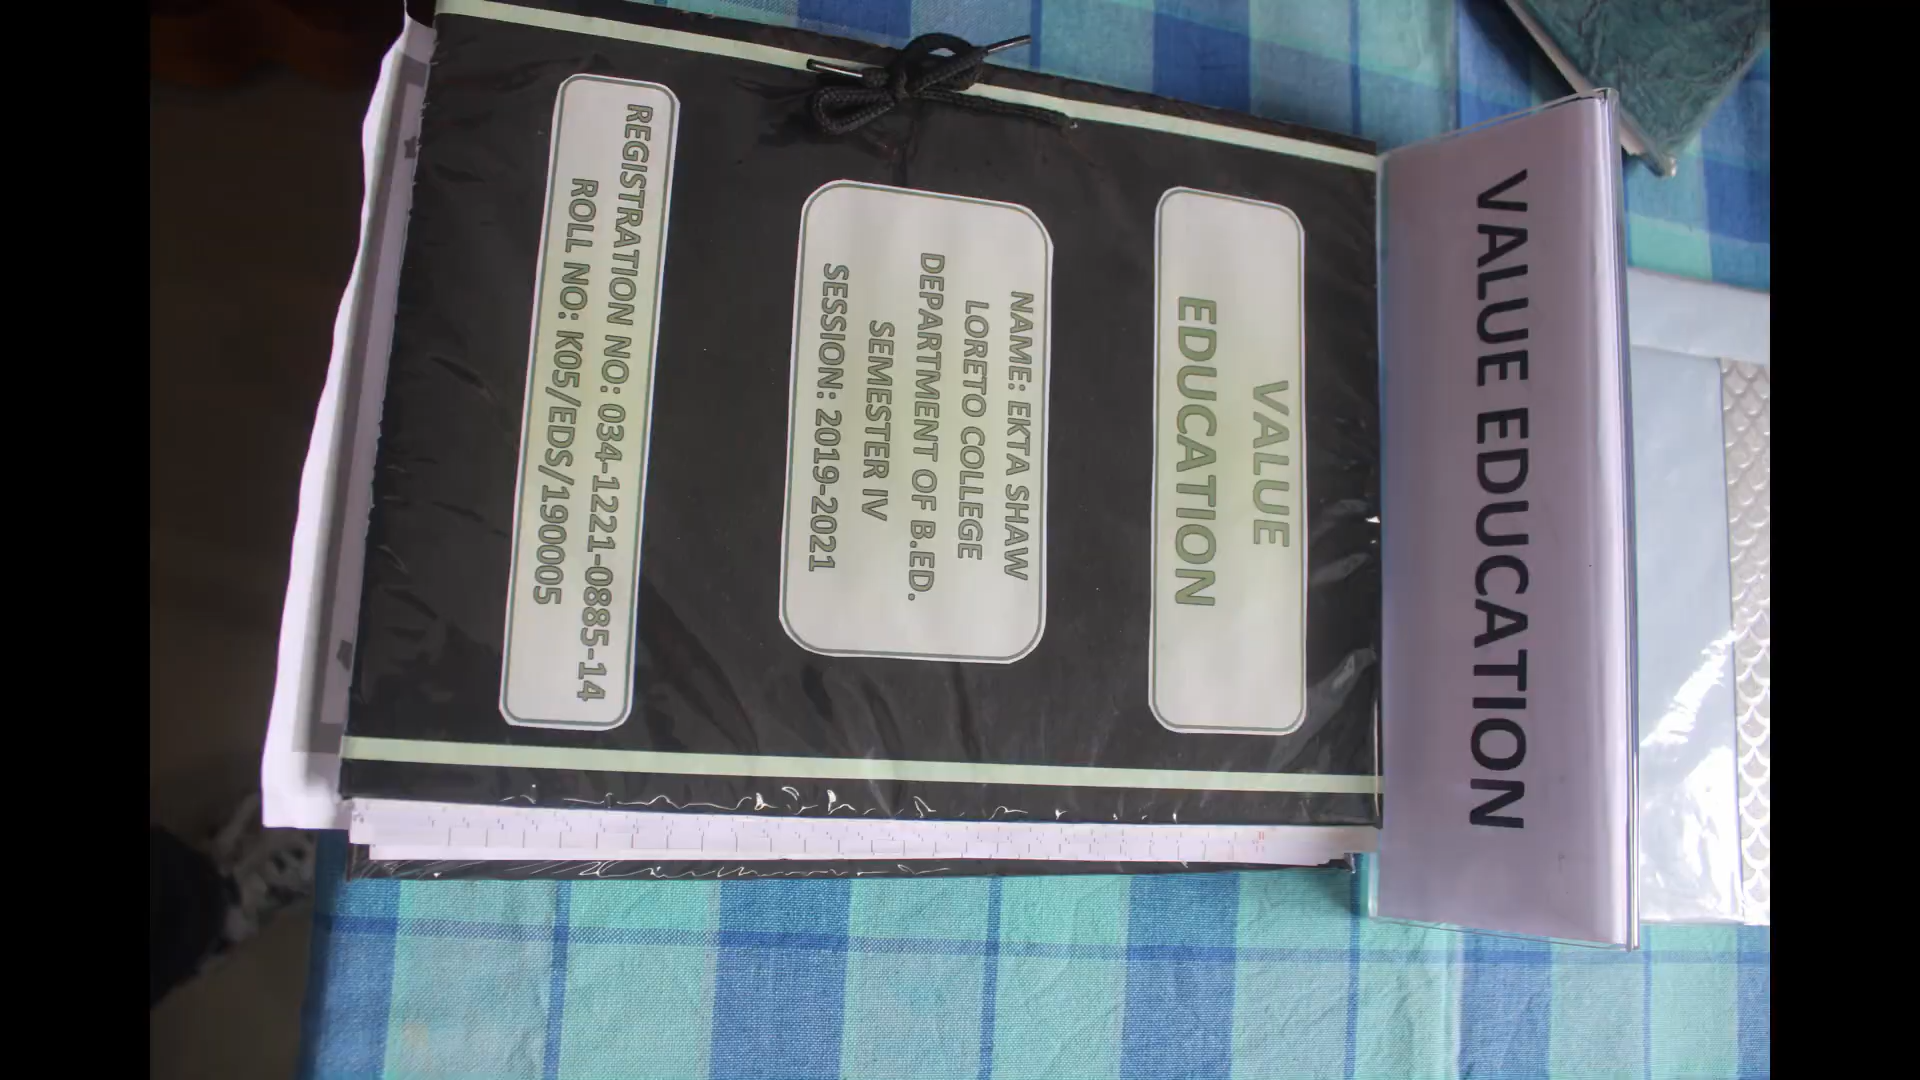 VALUE EDUCATION
VALUE
EDUCATION
NAME: EKTA SHAW
LORETO COLLEGE
DEPARTMENT OF B.ED.
SEMESTER IV
SESSION: 2019-2021
REGISTRATION NO: 034-1221-0885-14
ROLL NO: K05/EDS/190005